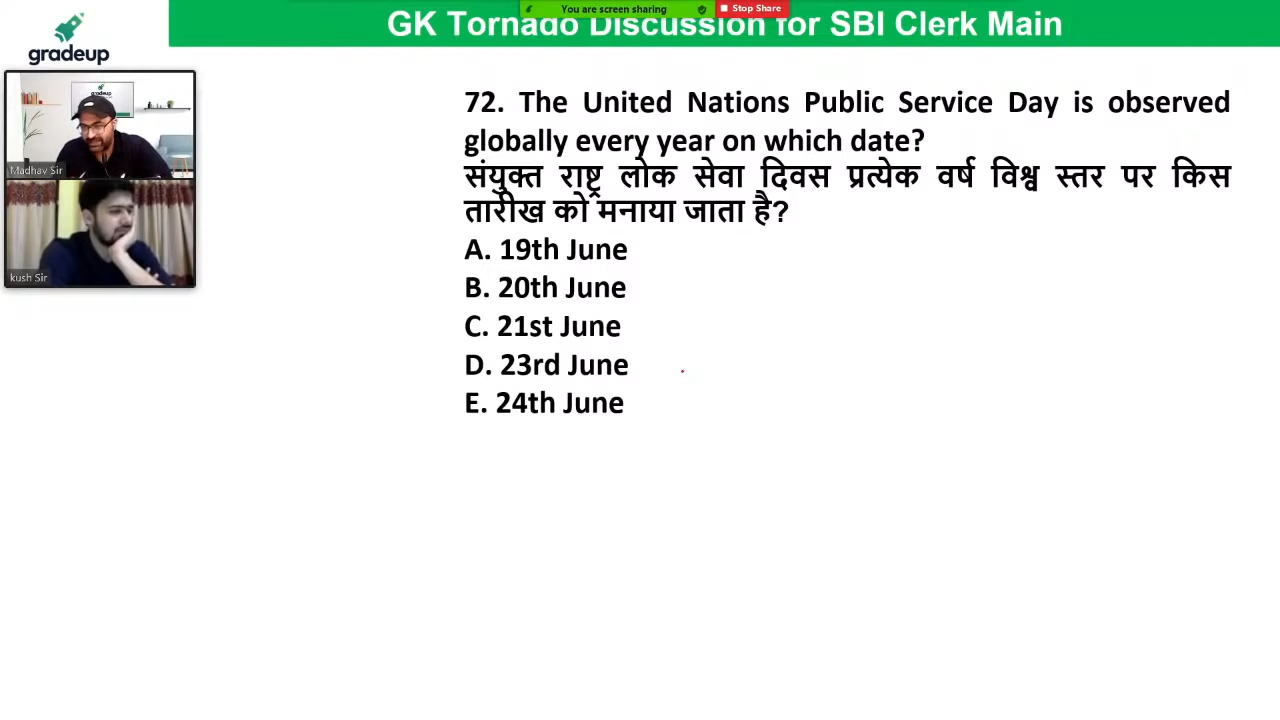 You are screen sharing
Stop Share
GK Tornado Discussion for SBI Clerk Main
gradeup
gradeup
Madhav Sir
kush Sir
72. The United Nations Public Service Day is observed
globally every year on which date?
संयुक्त राष्ट्र लोक सेवा दिवस प्रत्येक वर्ष विश्व स्तर पर किस
तारीख को मनाया जाता है?
A. 19th June
B. 20th June
C. 21st June
D. 23rd June
E. 24th June